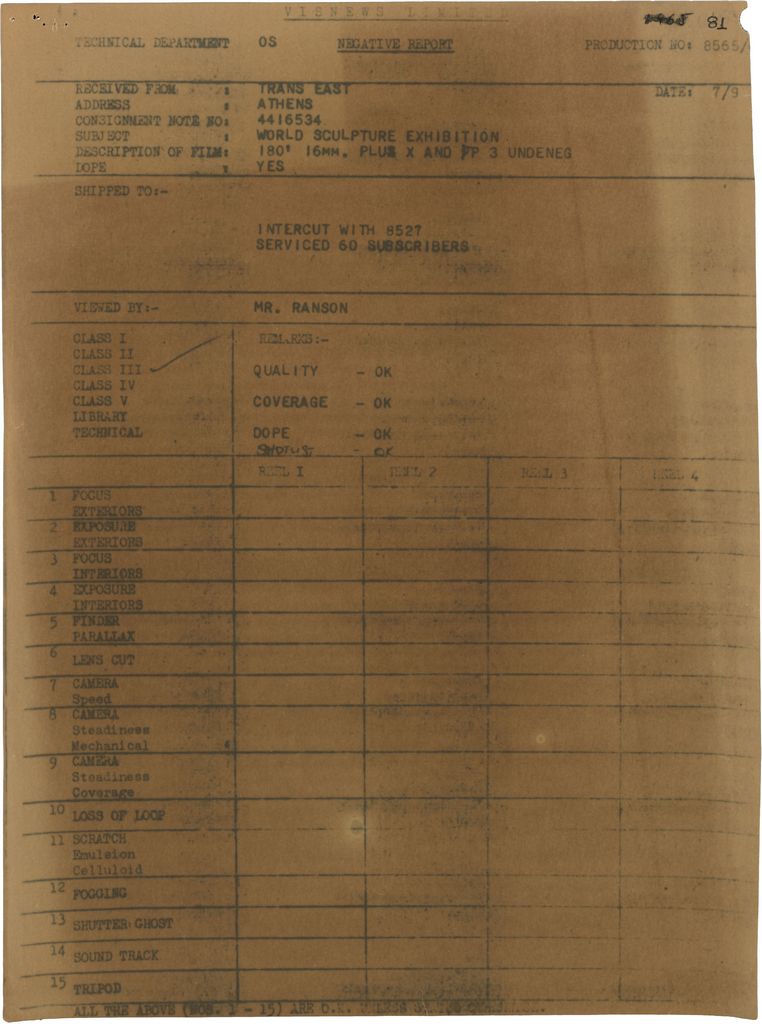 VISNEWS LIMITED
1965 81
TECHNICAL DEPARTMENT OS NEGATIVE REPORT PRODUCTION NO: 8565/
RECEIVED FROM : TRANS EAST DATE: 7/9
ADDRESS : ATHENS
CONSIGNMENT NOTE NO: 4416534
SUBJECT : WORLD SCULPTURE EXHIBITION
DESCRIPTION OF FILM: 180' 16MM. PLUS X AND FP 3 UNDENEG
DOPE : YES
SHIPPED TO:-
INTERCUT WITH 8527
SERVICED 60 SUBSCRIBERS
VIEWED BY:- MR. RANSON
CLASS I REMARKS:-
CLASS II
CLASS III ✓ QUALITY - OK
CLASS IV
CLASS V COVERAGE - OK
LIBRARY
TECHNICAL DOPE - OK
SHOTLIST - OK
REEL I REEL 2 REEL 3 REEL 4
1 FOCUS
EXTERIORS
2 EXPOSURE
EXTERIORS
3 FOCUS
INTERIORS
4 EXPOSURE
INTERIORS
5 FINDER
PARALLAX
6 LENS CUT
7 CAMERA
Speed
8 CAMERA
Steadiness
Mechanical
9 CAMERA
Steadiness
Coverage
10 LOSS OF LOOP
11 SCRATCH
Emulsion
Celluloid
12 FOGGING
13 SHUTTER GHOST
14 SOUND TRACK
15 TRIPOD
ALL THE ABOVE (NOS. 1 - 15) ARE O.K. UNLESS